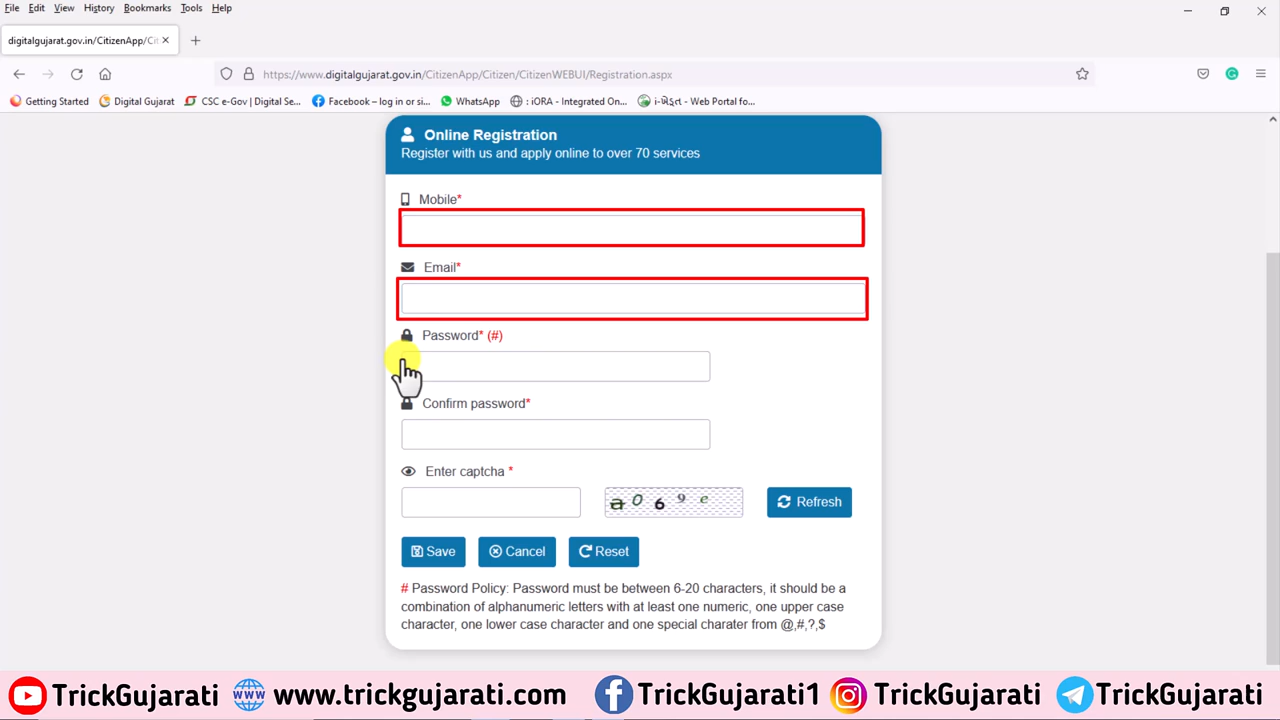 File Edit View History Bookmarks Tools Help
digitalgujarat.gov.in/CitizenApp/Cit
https://www.digitalgujarat.gov.in/CitizenApp/Citizen/CitizenWEBUI/Registration.aspx
Getting Started Digital Gujarat CSC e-Gov | Digital Se... Facebook – log in or si... WhatsApp : iORA - Integrated On... i-ખેડૂત - Web Portal fo...
Online Registration
Register with us and apply online to over 70 services
Mobile*
Email*
Password* (#)
Confirm password*
Enter captcha *
a 0 6 9 e Refresh
Save Cancel Reset
# Password Policy: Password must be between 6-20 characters, it should be a
combination of alphanumeric letters with at least one numeric, one upper case
character, one lower case character and one special charater from @,#,?,$
TrickGujarati www.trickgujarati.com TrickGujarati1 TrickGujarati TrickGujarati